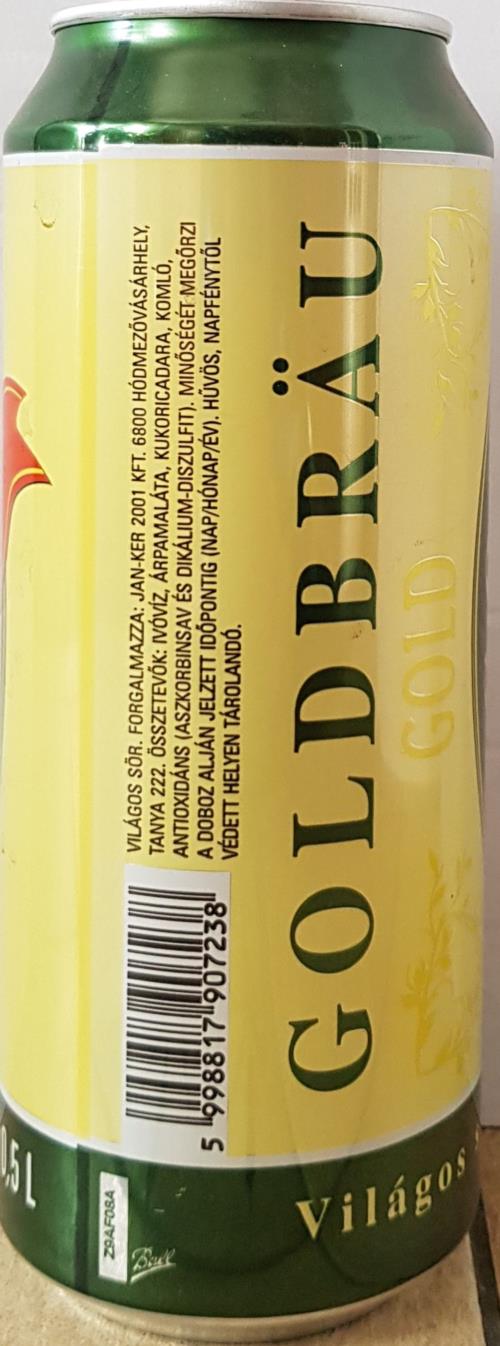 VILÁGOS SÖR. FORGALMAZZA: JAN-KER 2001 KFT. 6800 HÓDMEZŐVÁSÁRHELY,
TANYA 222. ÖSSZETEVŐK: IVÓVÍZ, ÁRPAMALÁTA, KUKORICADARA, KOMLÓ,
ANTIOXIDÁNS (ASZKORBINSAV ÉS DIKÁLIUM-DISZULFIT). MINŐSÉGÉT MEGŐRZI
A DOBOZ ALJÁN JELZETT IDŐPONTIG (NAP/HÓNAP/ÉV). HŰVÖS, NAPFÉNYTŐL
VÉDETT HELYEN TÁROLANDÓ.
5 998817 907238
GOLDBRÄU
GOLD
0,5 L
Z9AF08A
Ball
Világos